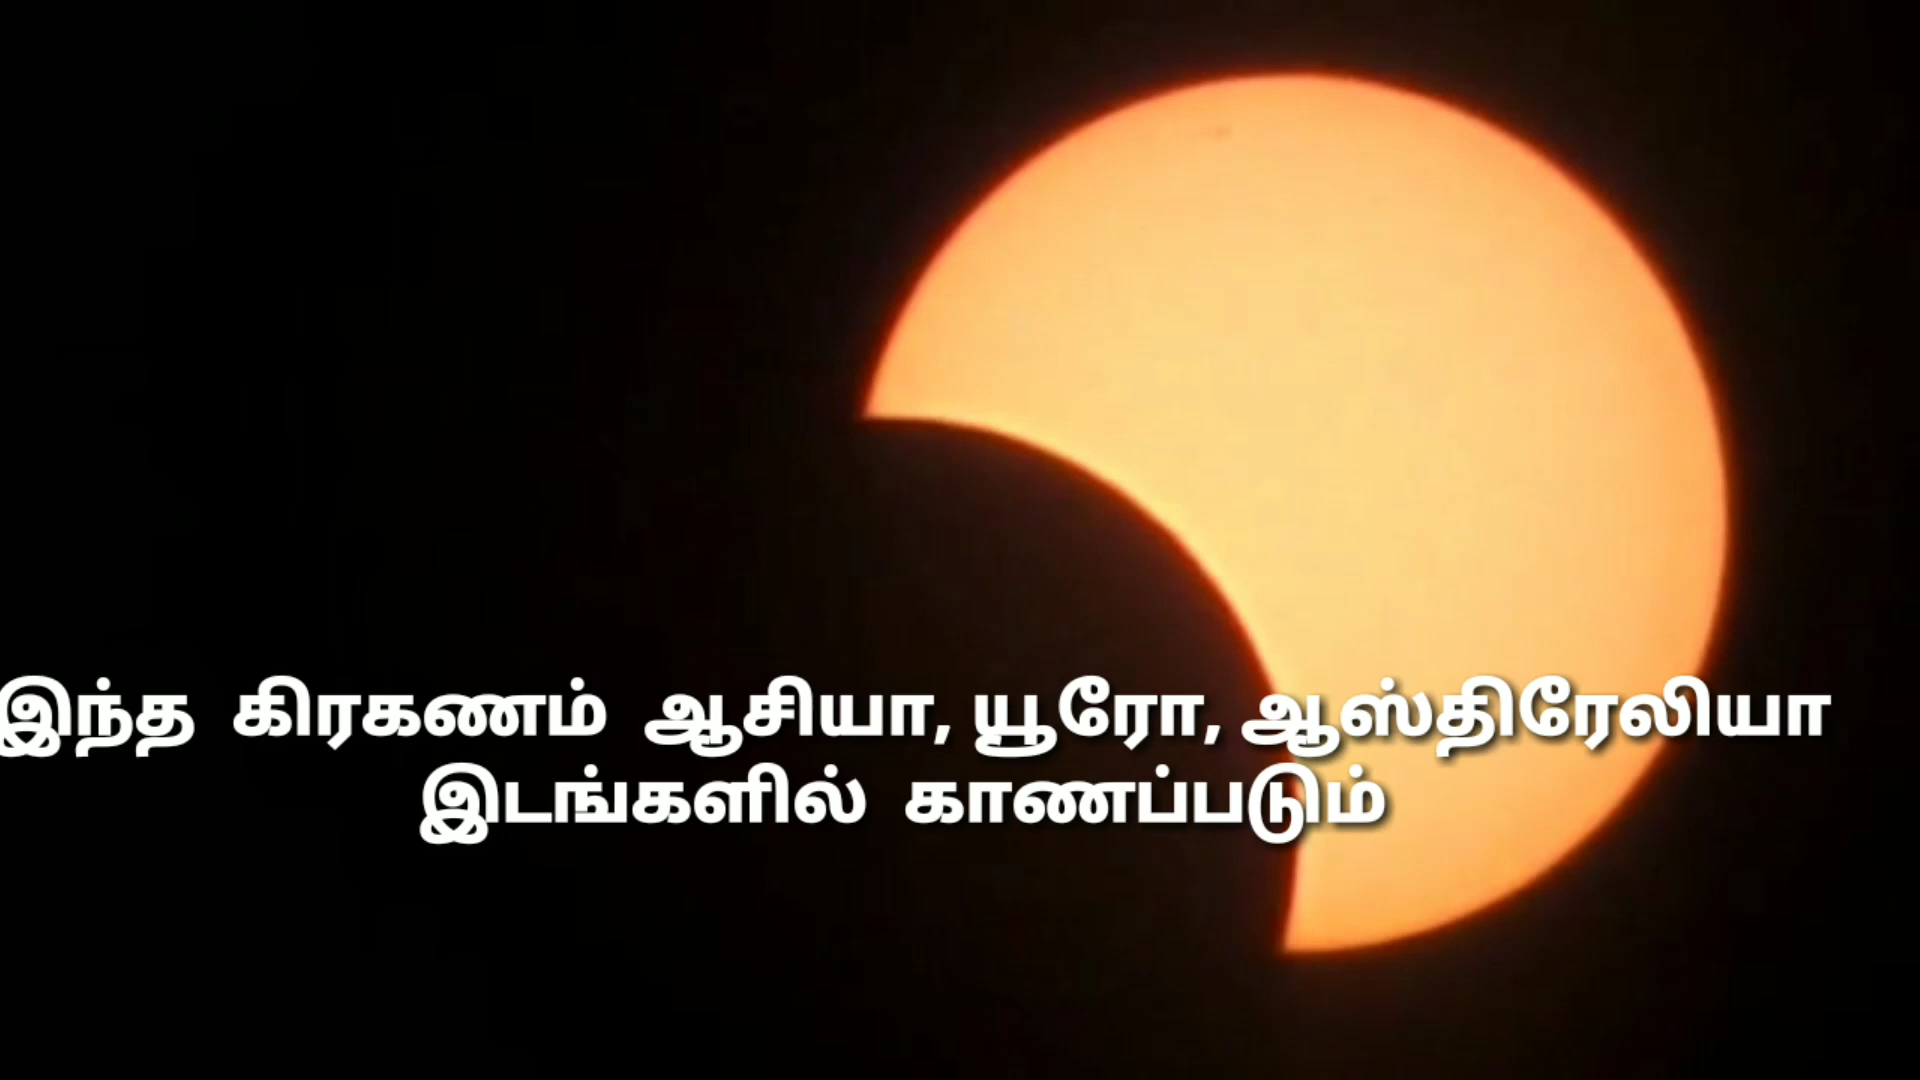 இந்த கிரகணம் ஆசியா, யூரோ, ஆஸ்திரேலியா
இடங்களில் காணப்படும்